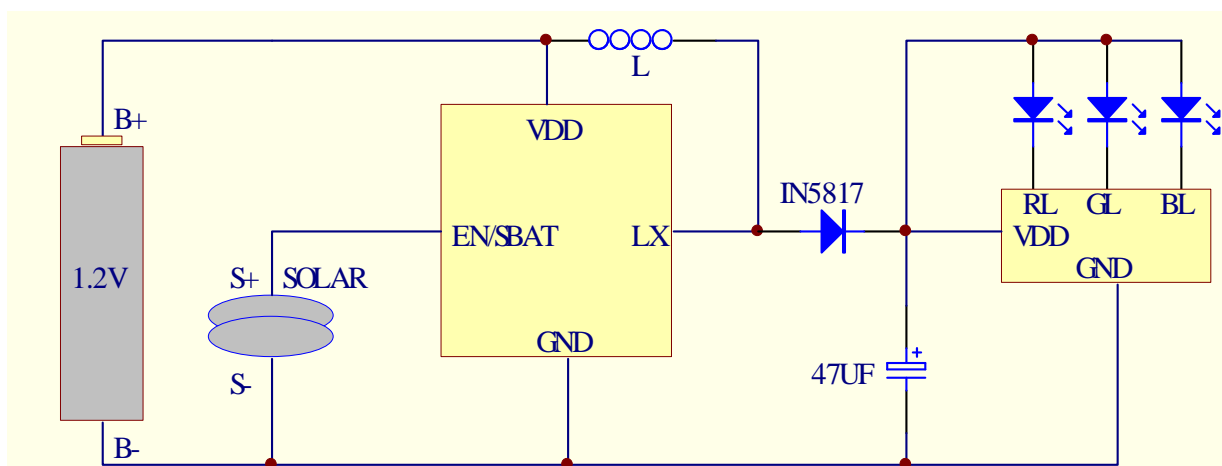 L
B+
VDD
IN5817
RL GL BL
EN/SBAT
LX
VDD
1.2V
S+ SOLAR
GND
GND
47UF
+
S-
B-